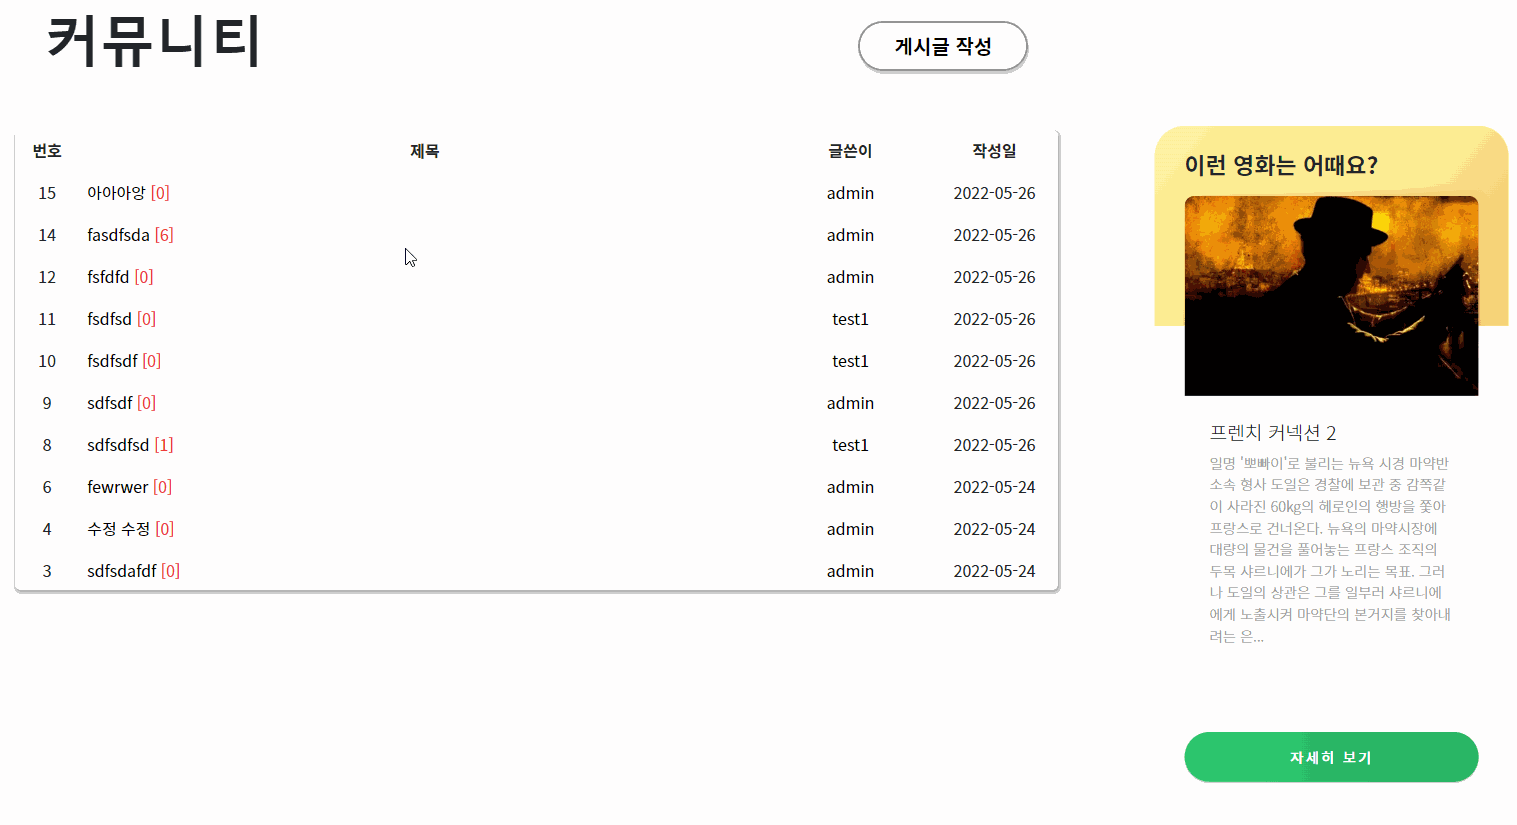 커뮤니티
게시글 작성
번호 제목 글쓴이 작성일
15 아아아앙 [0] admin 2022-05-26
14 fasdfsda [6] admin 2022-05-26
12 fsfdfd [0] admin 2022-05-26
11 fsdfsd [0] test1 2022-05-26
10 fsdfsdf [0] test1 2022-05-26
9 sdfsdf [0] admin 2022-05-26
8 sdfsdfsd [1] test1 2022-05-26
6 fewrwer [0] admin 2022-05-24
4 수정 수정 [0] admin 2022-05-24
3 sdfsdafdf [0] admin 2022-05-24
이런 영화는 어때요?
프렌치 커넥션 2
일명 '뽀빠이'로 불리는 뉴욕 시경 마약반
소속 형사 도일은 경찰에 보관 중 감쪽같
이 사라진 60kg의 헤로인의 행방을 쫓아
프랑스로 건너온다. 뉴욕의 마약시장에
대량의 물건을 풀어놓는 프랑스 조직의
두목 샤르니에가 그가 노리는 목표. 그러
나 도일의 상관은 그를 일부러 샤르니에
에게 노출시켜 마약단의 본거지를 찾아내
려는 은...
자세히 보기